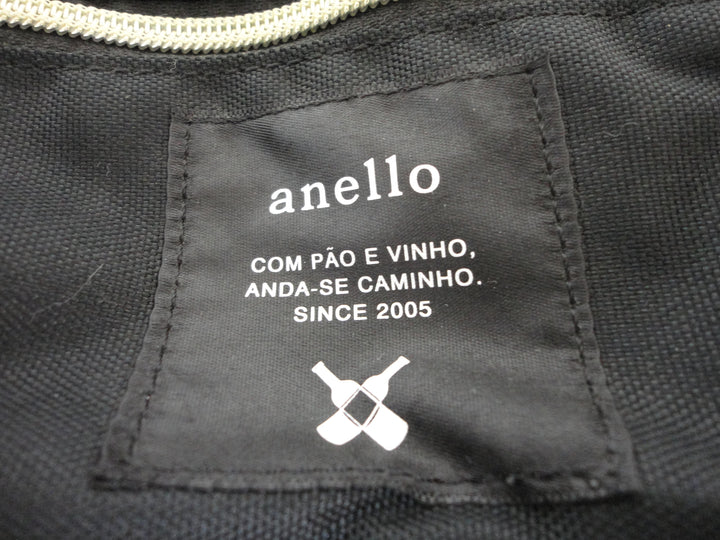 anello
COM PÃO E VINHO,
ANDA-SE CAMINHO.
SINCE 2005